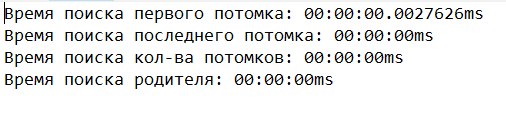 Время поиска первого потомка: 00:00:00.0027626ms
Время поиска последнего потомка: 00:00:00ms
Время поиска кол-ва потомков: 00:00:00ms
Время поиска родителя: 00:00:00ms